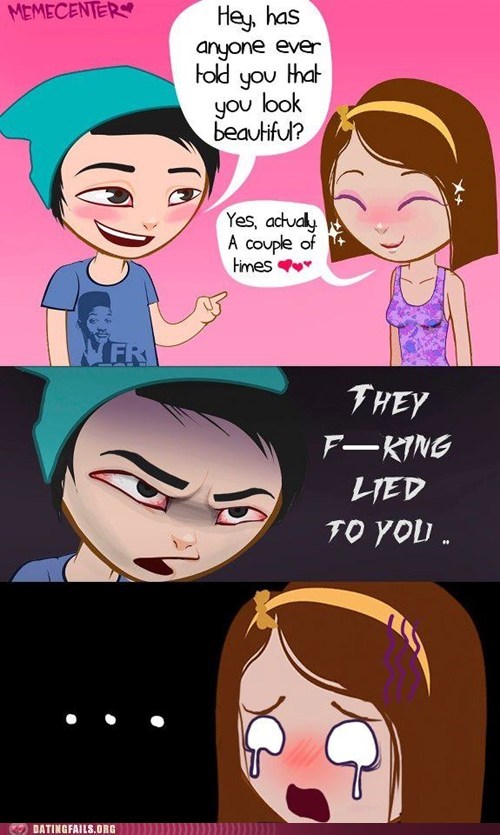 MEMECENTER
Hey, has
anyone ever
told you that
you look
beautiful?
Yes, actually.
A couple of
times
FR
THEY
F—KING
LIED
TO YOU ..
...
DATINGFAILS.ORG